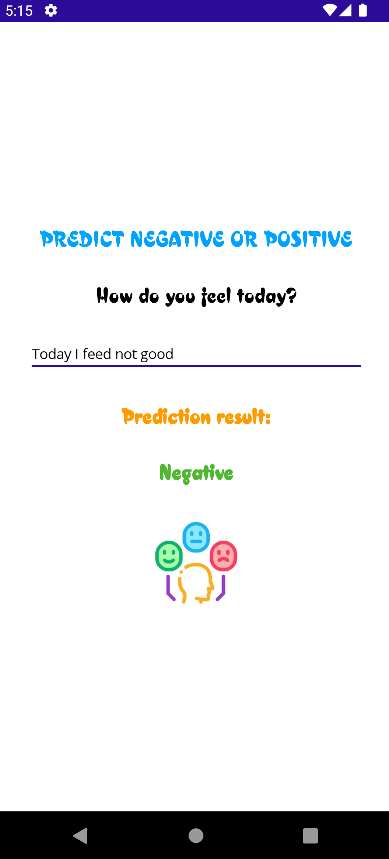 5:15
PREDICT NEGATIVE OR POSITIVE
How do you feel today?
Today I feed not good
Prediction result:
Negative